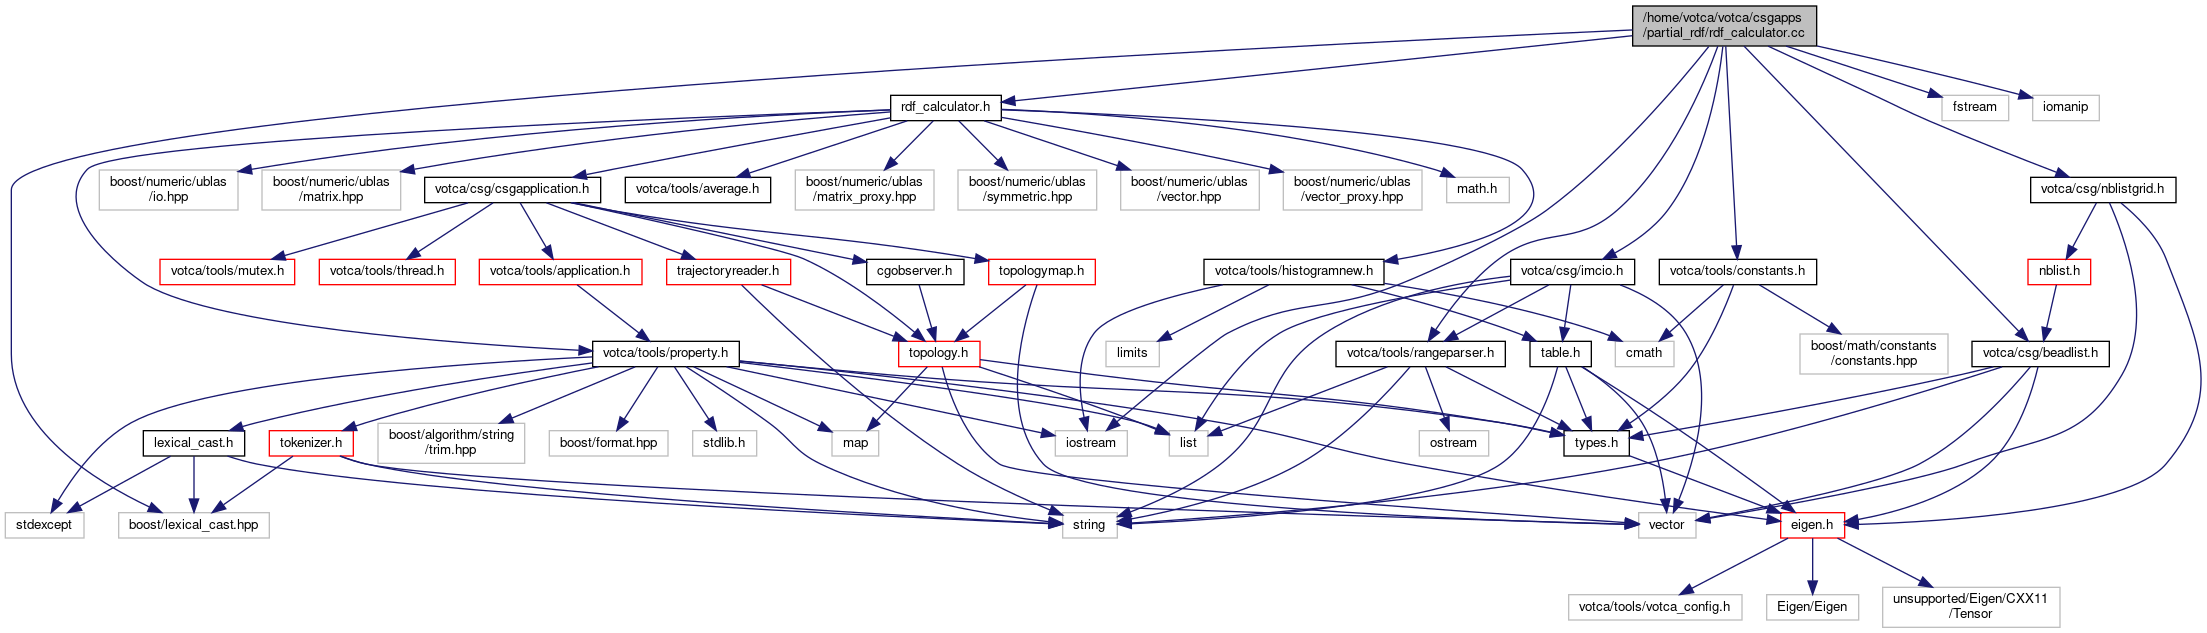 /home/votca/votca/csgapps
/partial_rdf/rdf_calculator.cc
rdf_calculator.h
fstream
iomanip
boost/numeric/ublas
/io.hpp
boost/numeric/ublas
/matrix.hpp
votca/csg/csgapplication.h
votca/tools/average.h
boost/numeric/ublas
/matrix_proxy.hpp
boost/numeric/ublas
/symmetric.hpp
boost/numeric/ublas
/vector.hpp
boost/numeric/ublas
/vector_proxy.hpp
math.h
votca/csg/nblistgrid.h
votca/tools/mutex.h
votca/tools/thread.h
votca/tools/application.h
trajectoryreader.h
cgobserver.h
topologymap.h
votca/tools/histogramnew.h
votca/csg/imcio.h
votca/tools/constants.h
nblist.h
votca/tools/property.h
topology.h
limits
votca/tools/rangeparser.h
table.h
cmath
boost/math/constants
/constants.hpp
votca/csg/beadlist.h
lexical_cast.h
tokenizer.h
boost/algorithm/string
/trim.hpp
boost/format.hpp
stdlib.h
map
iostream
list
ostream
types.h
stdexcept
boost/lexical_cast.hpp
string
vector
eigen.h
votca/tools/votca_config.h
Eigen/Eigen
unsupported/Eigen/CXX11
/Tensor